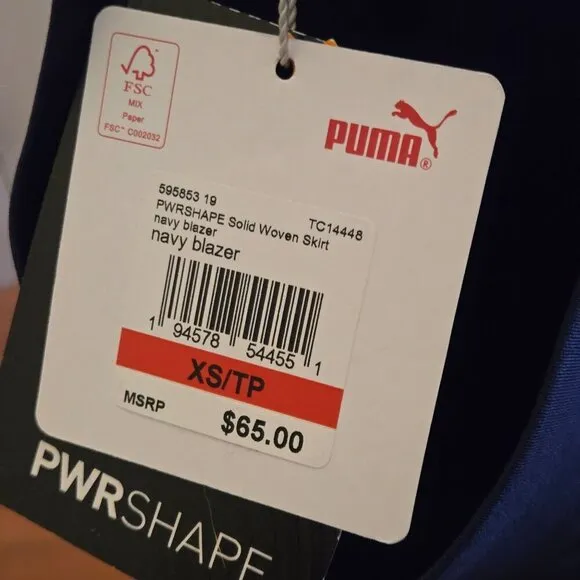 FSC
MIX
Paper
FSC™ C002032
PUMA®
595853 19 TC14448
PWRSHAPE Solid Woven Skirt
navy blazer
navy blazer
1 94578 54455 1
XS/TP
MSRP $65.00
PWRSHAPE